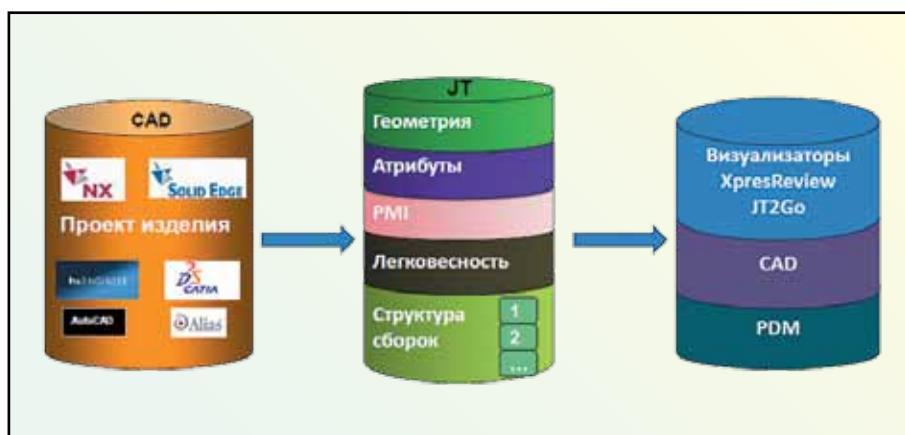 CAD
NX
SOLID EDGE
Проект изделия
CATIA
AutoCAD
Alias
JT
Геометрия
Атрибуты
PMI
Легковесность
Структура
сборок
1
2
...
Визуализаторы
XpresReview
JT2Go
CAD
PDM